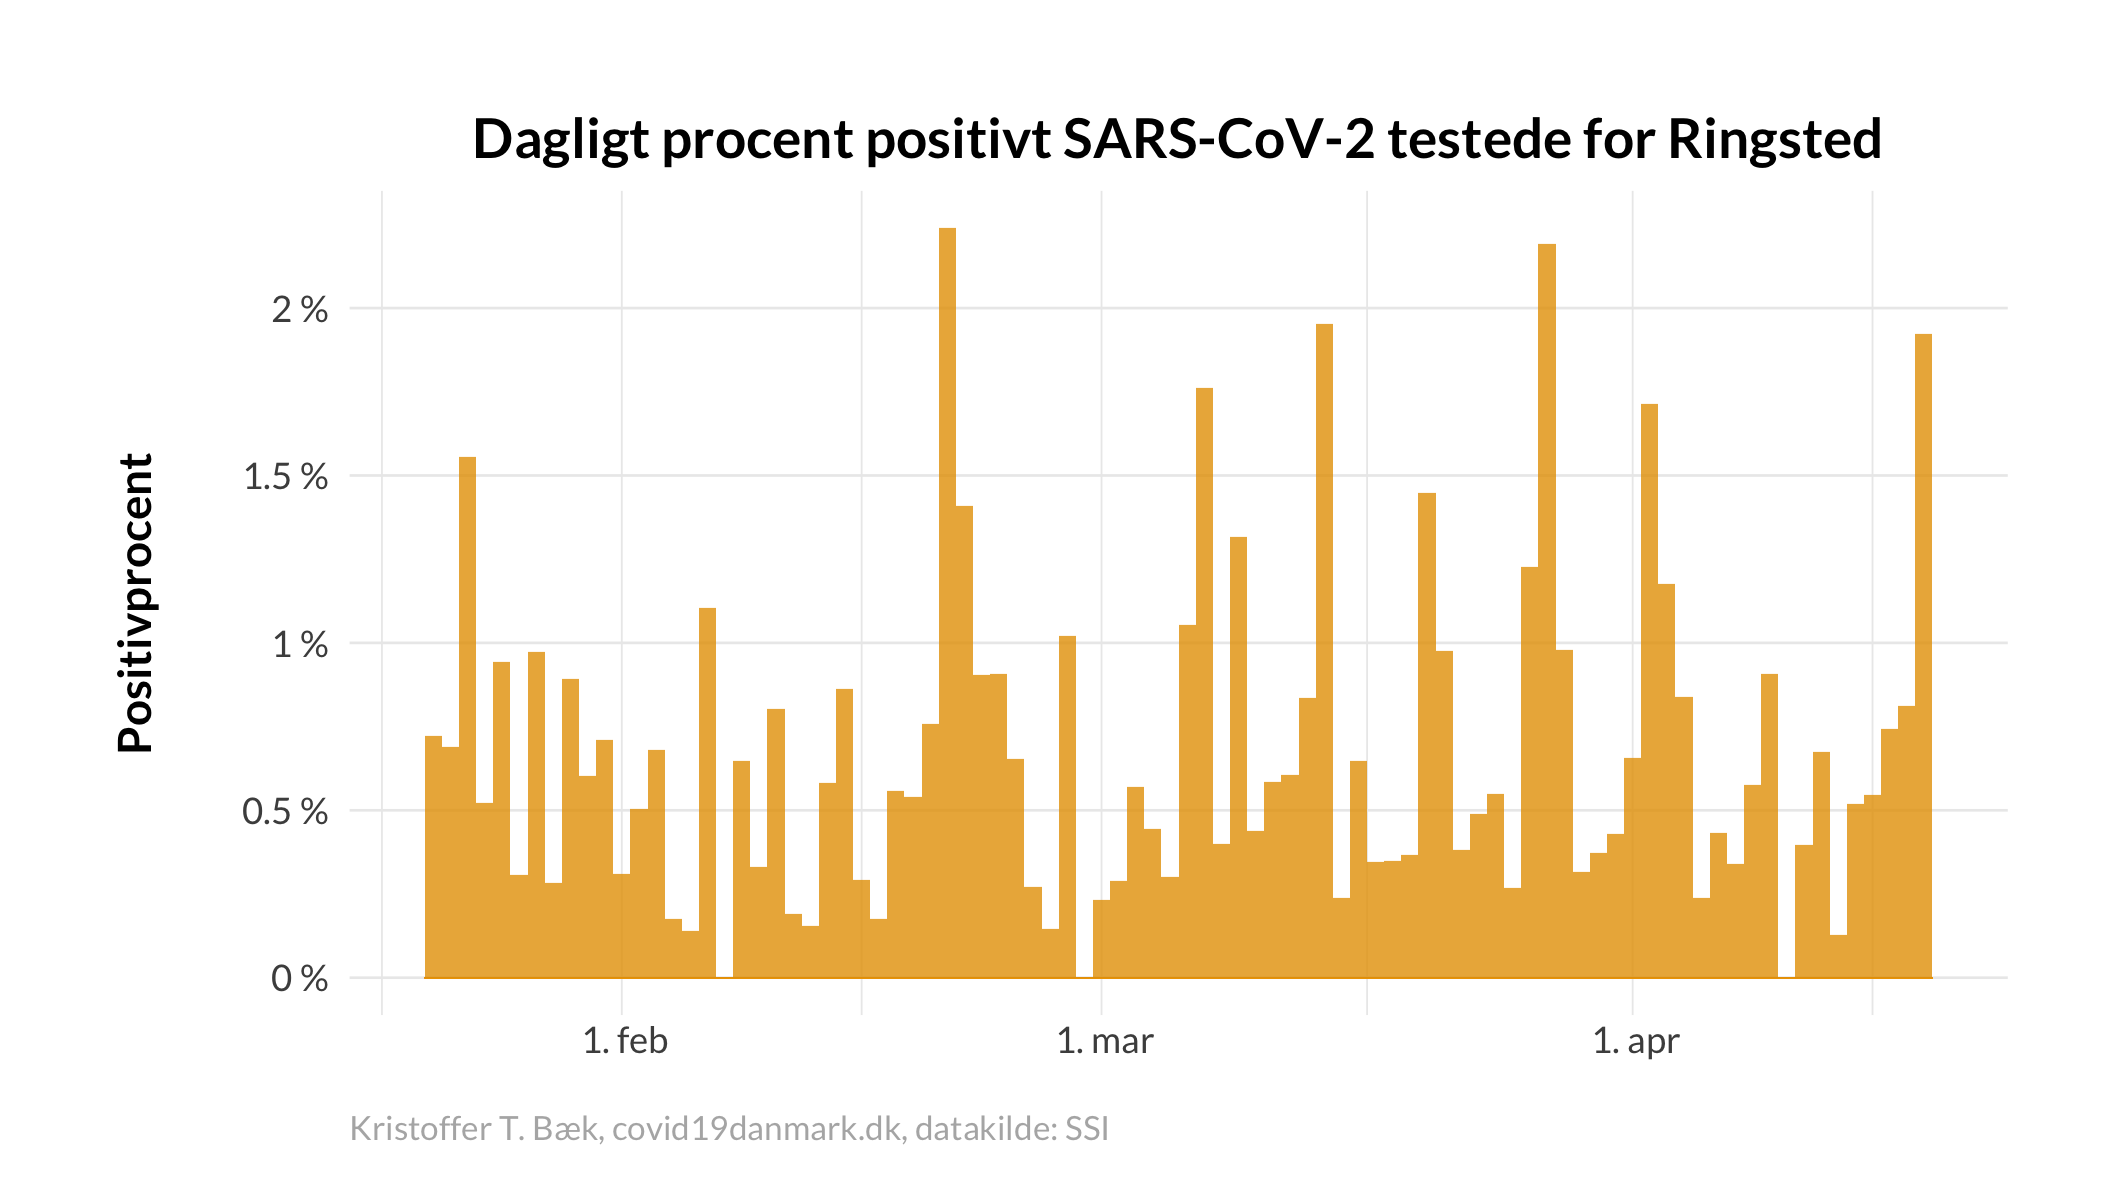 Dagligt procent positivt SARS-CoV-2 testede for Ringsted
Positivprocent
2 %
1.5 %
1 %
0.5 %
0 %
1. feb
1. mar
1. apr
Kristoffer T. Bæk, covid19danmark.dk, datakilde: SSI